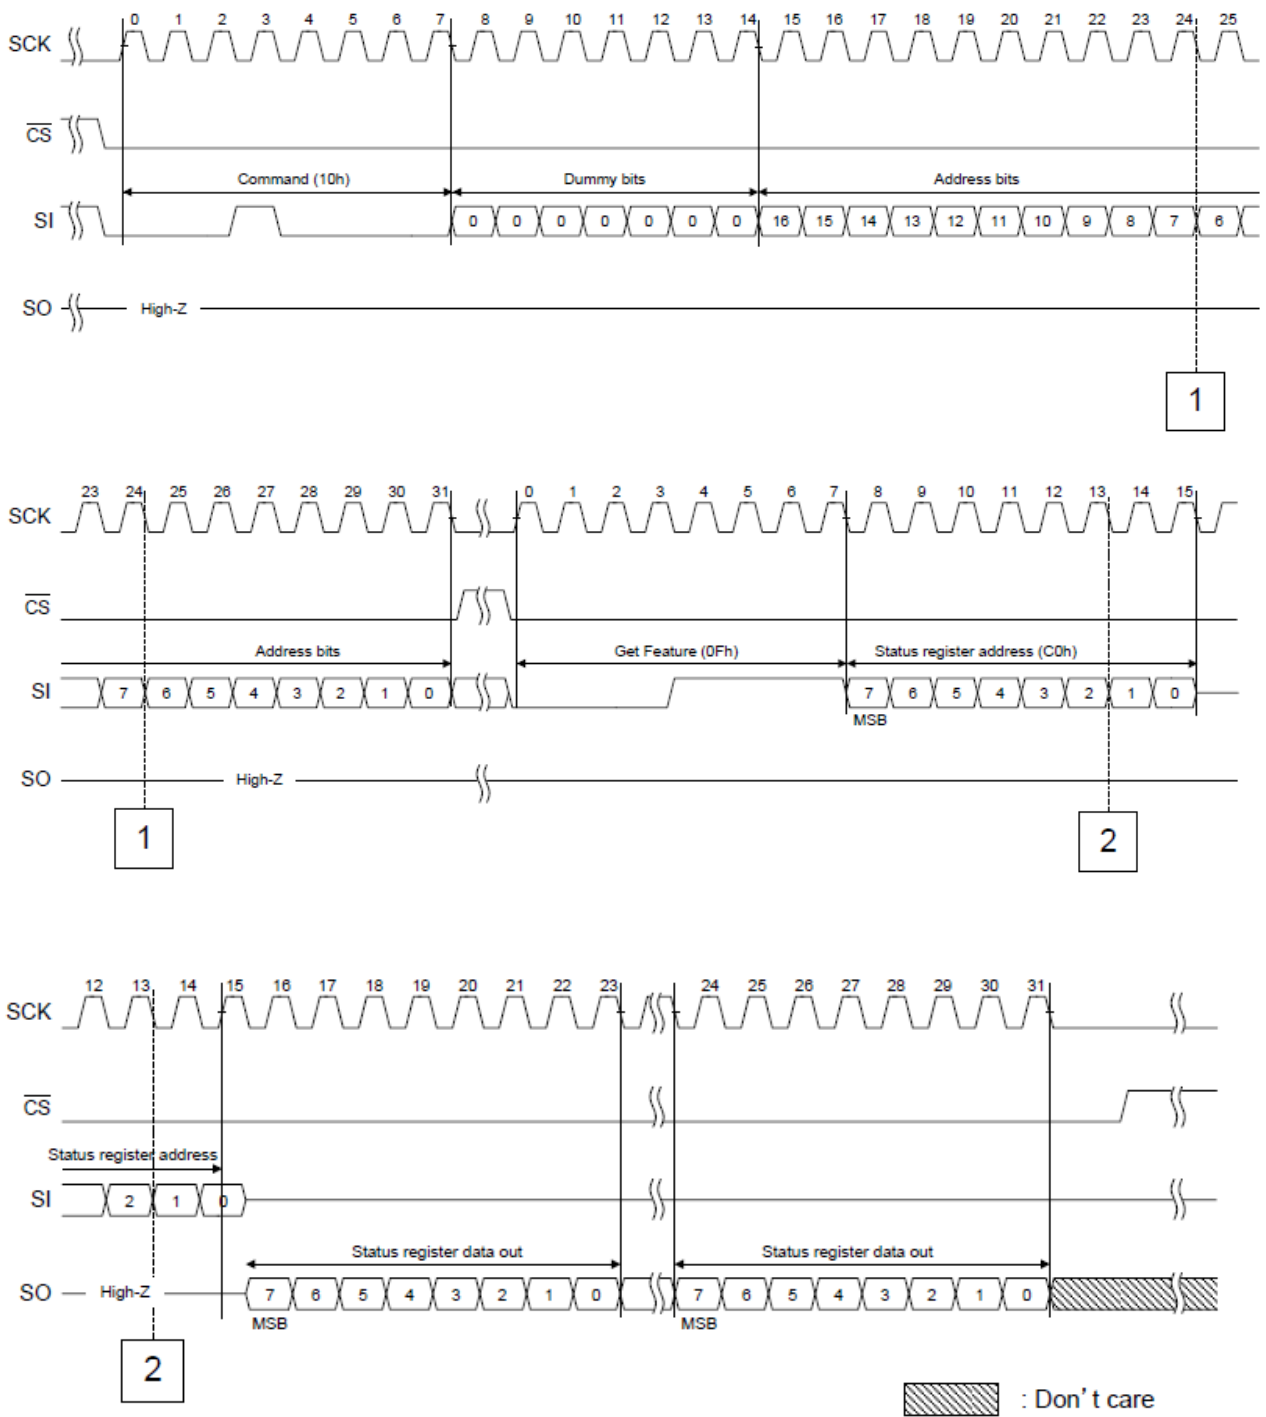 0 1 2 3 4 5 6 7 8 9 10 11 12 13 14 15 16 17 18 19 20 21 22 23 24 25
SCK
CS
Command (10h) Dummy bits Address bits
SI 0 0 0 0 0 0 0 16 15 14 13 12 11 10 9 8 7 6
SO High-Z
1
23 24 25 26 27 28 29 30 31 0 1 2 3 4 5 6 7 8 9 10 11 12 13 14 15
SCK
CS
Address bits Get Feature (0Fh) Status register address (C0h)
SI 7 6 5 4 3 2 1 0 7 6 5 4 3 2 1 0
MSB
SO High-Z
1 2
12 13 14 15 16 17 18 19 20 21 22 23 24 25 26 27 28 29 30 31
SCK
CS
Status register address
SI 2 1 0
Status register data out Status register data out
SO High-Z 7 6 5 4 3 2 1 0 7 6 5 4 3 2 1 0
MSB MSB
2
: Don't care